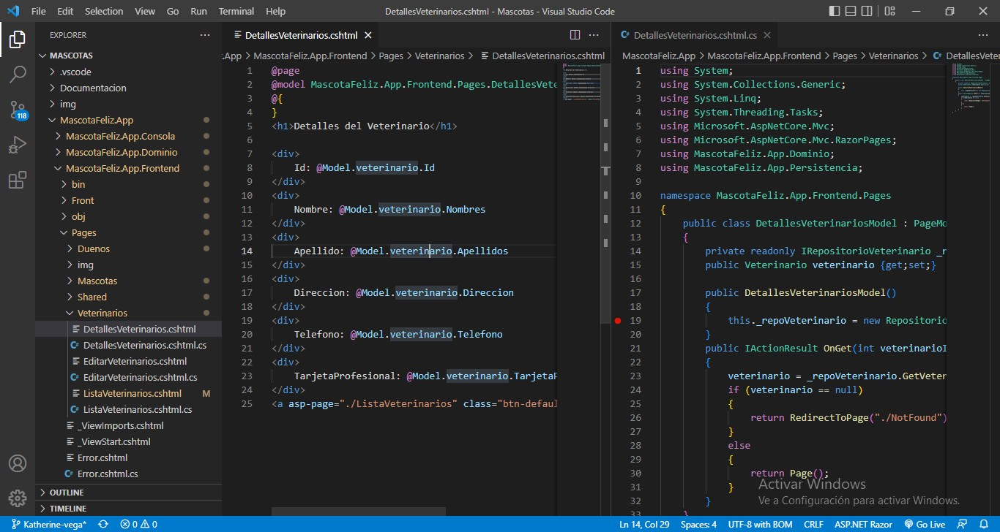 File Edit Selection View Go Run Terminal Help
DetallesVeterinarios.cshtml - Mascotas - Visual Studio Code
EXPLORER
MASCOTAS
.vscode
Documentacion
img
MascotaFeliz.App
MascotaFeliz.App.Consola
MascotaFeliz.App.Dominio
MascotaFeliz.App.Frontend
bin
Front
obj
Pages
Duenos
img
Mascotas
Shared
Veterinarios
DetallesVeterinarios.cshtml
DetallesVeterinarios.cshtml.cs
EditarVeterinarios.cshtml
EditarVeterinarios.cshtml.cs
ListaVeterinarios.cshtml M
ListaVeterinarios.cshtml.cs
_ViewImports.cshtml
_ViewStart.cshtml
Error.cshtml
Error.cshtml.cs
OUTLINE
TIMELINE
118
DetallesVeterinarios.cshtml
.App > MascotaFeliz.App.Frontend > Pages > Veterinarios > DetallesVeterinarios.cshtml
1 @page
2 @model MascotaFeliz.App.Frontend.Pages.DetallesVete
3 @{
4 }
5 <h1>Detalles del Veterinario</h1>
6
7 <div>
8 Id: @Model.veterinario.Id
9 </div>
10 <div>
11 Nombre: @Model.veterinario.Nombres
12 </div>
13 <div>
14 Apellido: @Model.veterinario.Apellidos
15 </div>
16 <div>
17 Direccion: @Model.veterinario.Direccion
18 </div>
19 <div>
20 Telefono: @Model.veterinario.Telefono
21 </div>
22 <div>
23 TarjetaProfesional: @Model.veterinario.TarjetaP
24 </div>
25 <a asp-page="./ListaVeterinarios" class="btn-defaul
DetallesVeterinarios.cshtml.cs
MascotaFeliz.App > MascotaFeliz.App.Frontend > Pages > Veterinarios > DetallesVeter
1 using System;
2 using System.Collections.Generic;
3 using System.Linq;
4 using System.Threading.Tasks;
5 using Microsoft.AspNetCore.Mvc;
6 using Microsoft.AspNetCore.Mvc.RazorPages;
7 using MascotaFeliz.App.Dominio;
8 using MascotaFeliz.App.Persistencia;
9
10 namespace MascotaFeliz.App.Frontend.Pages
11 {
12 public class DetallesVeterinariosModel : PageMo
13 {
14 private readonly IRepositorioVeterinario _r
15 public Veterinario veterinario {get;set;}
16
17 public DetallesVeterinariosModel()
18 {
19 this._repoVeterinario = new Repositorio
20 }
21 public IActionResult OnGet(int veterinarioI
22 {
23 veterinario = _repoVeterinario.GetVeter
24 if (veterinario == null)
25 {
26 return RedirectToPage("./NotFound")
27 }
28 else
29 {
30 return Page();
31 }
32 }
33 }
Activar Windows
Ve a Configuración para activar Windows.
Katherine-vega* 0 0
Ln 14, Col 29 Spaces: 4 UTF-8 with BOM CRLF ASP.NET Razor Go Live